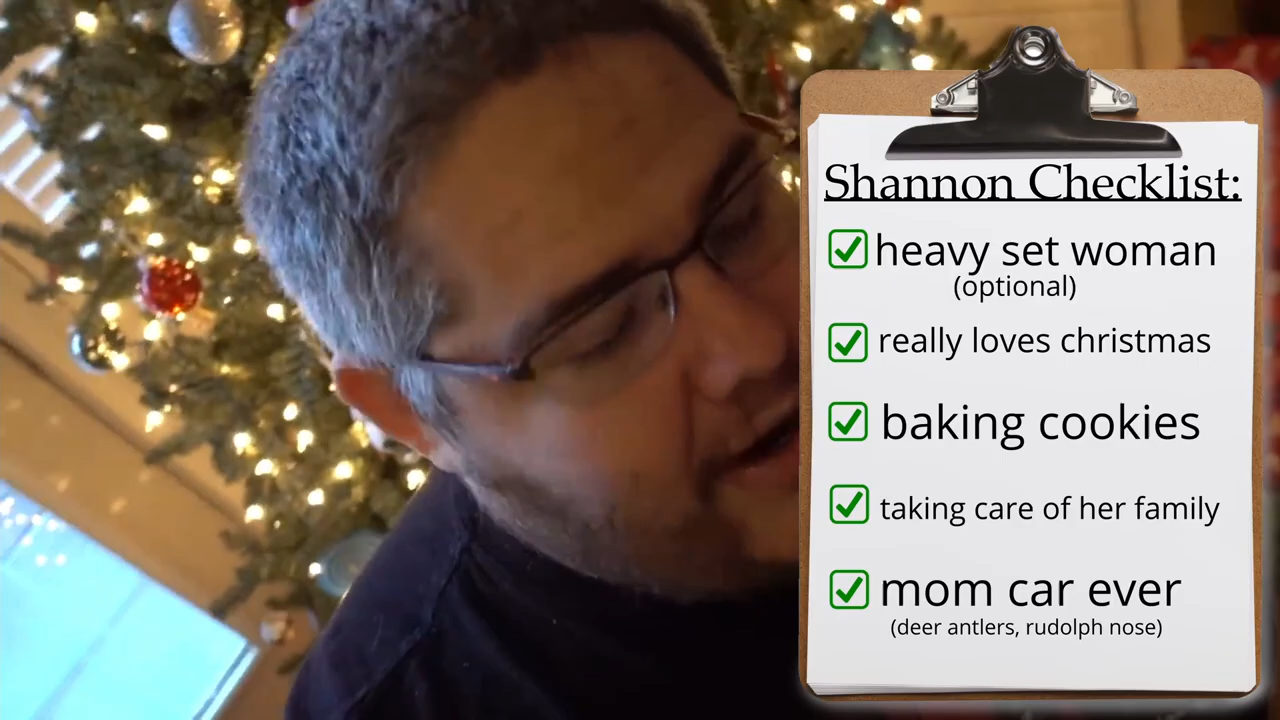 Shannon Checklist:
heavy set woman
(optional)
really loves christmas
baking cookies
taking care of her family
mom car ever
(deer antlers, rudolph nose)